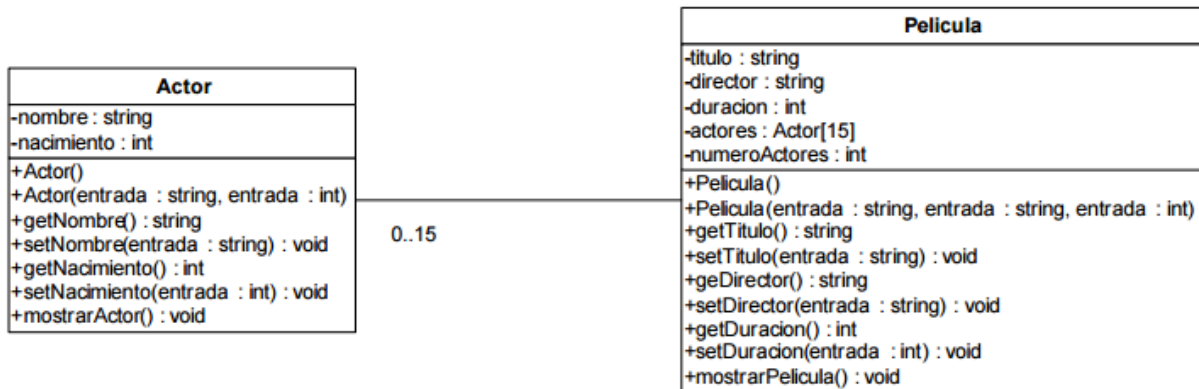 Actor
-nombre : string
-nacimiento : int
+Actor()
+Actor(entrada : string, entrada : int)
+getNombre() : string
+setNombre(entrada : string) : void
+getNacimiento() : int
+setNacimiento(entrada : int) : void
+mostrarActor() : void
0..15
Pelicula
-titulo : string
-director : string
-duracion : int
-actores : Actor[15]
-numeroActores : int
+Pelicula()
+Pelicula(entrada : string, entrada : string, entrada : int)
+getTitulo() : string
+setTitulo(entrada : string) : void
+geDirector() : string
+setDirector(entrada : string) : void
+getDuracion() : int
+setDuracion(entrada : int) : void
+mostrarPelicula() : void